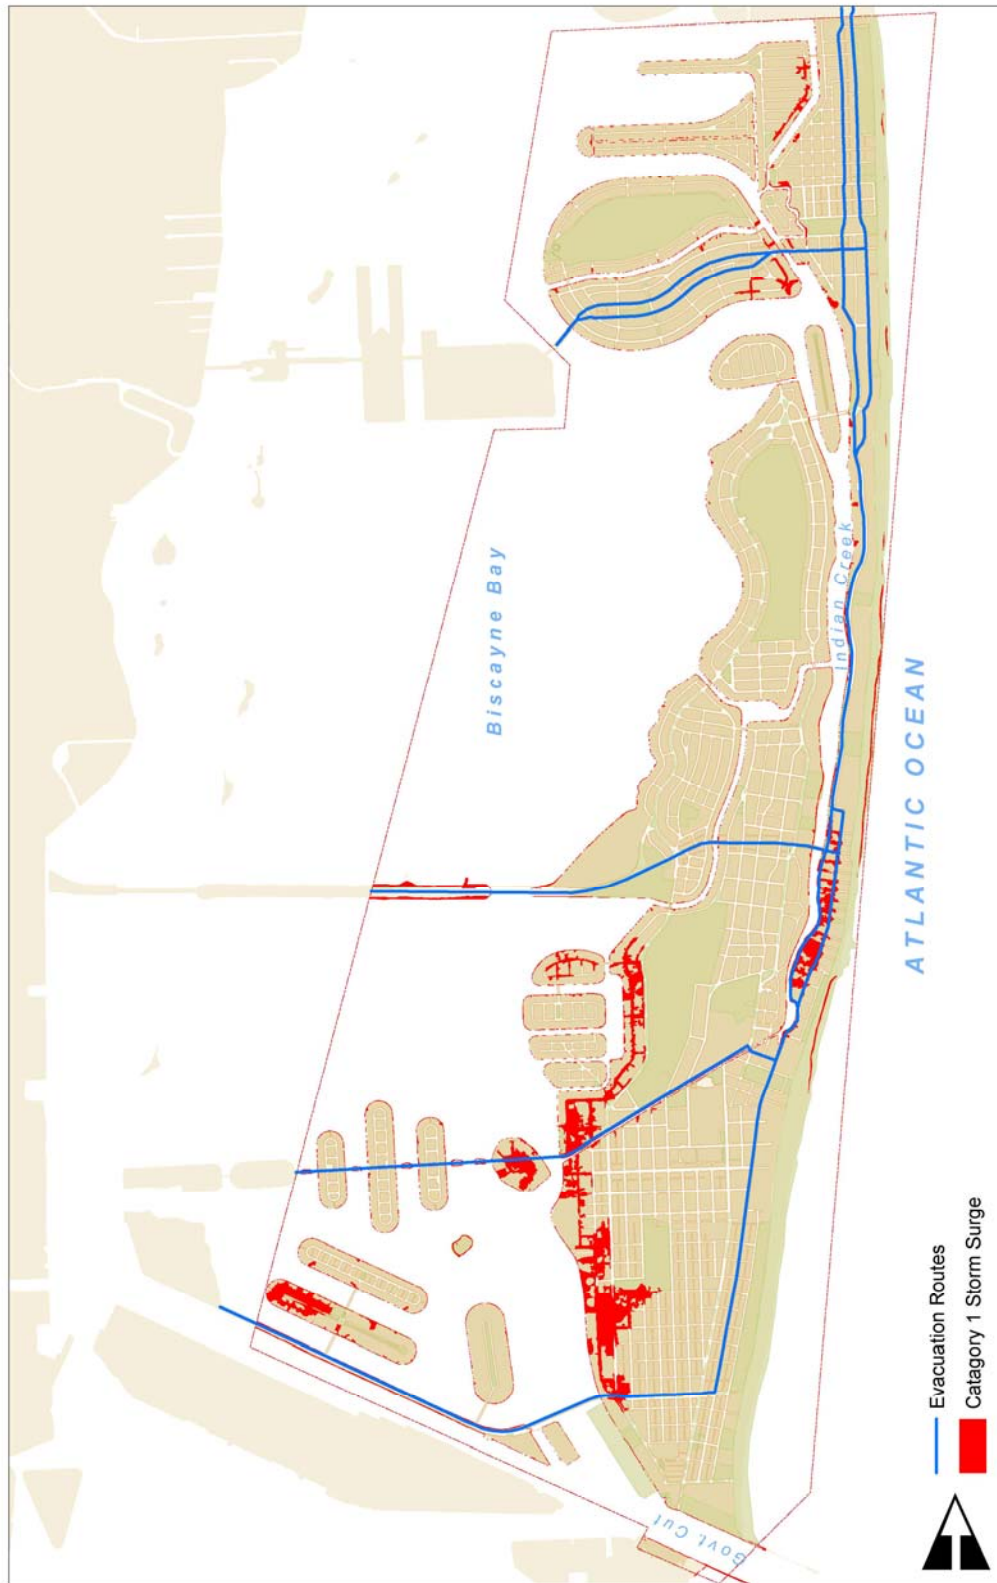 Biscayne Bay
Indian Creek
ATLANTIC OCEAN
Govt. Cut
Evacuation Routes
Catagory 1 Storm Surge